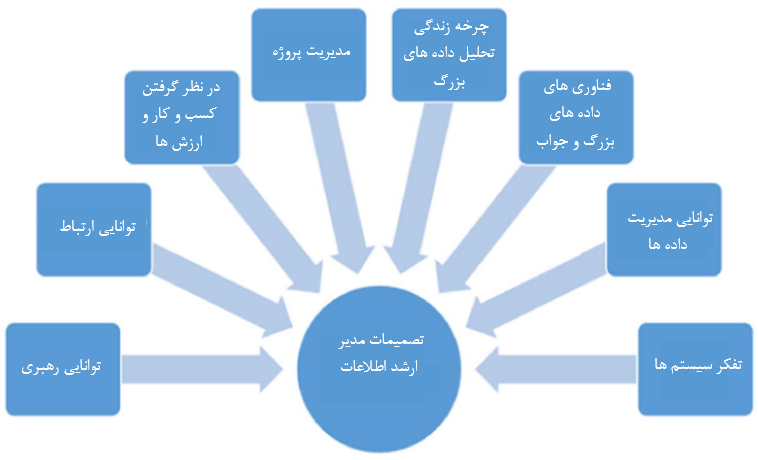 چرخه زندگی
تحلیل داده های
بزرگ
مدیریت پروژه
فناوری های
داده های
بزرگ و جواب
در نظر گرفتن
کسب و کار و
ارزش ها
توانایی مدیریت
داده ها
توانایی ارتباط
تفکر سیستم ها
توانایی رهبری
تصمیمات مدیر
ارشد اطلاعات